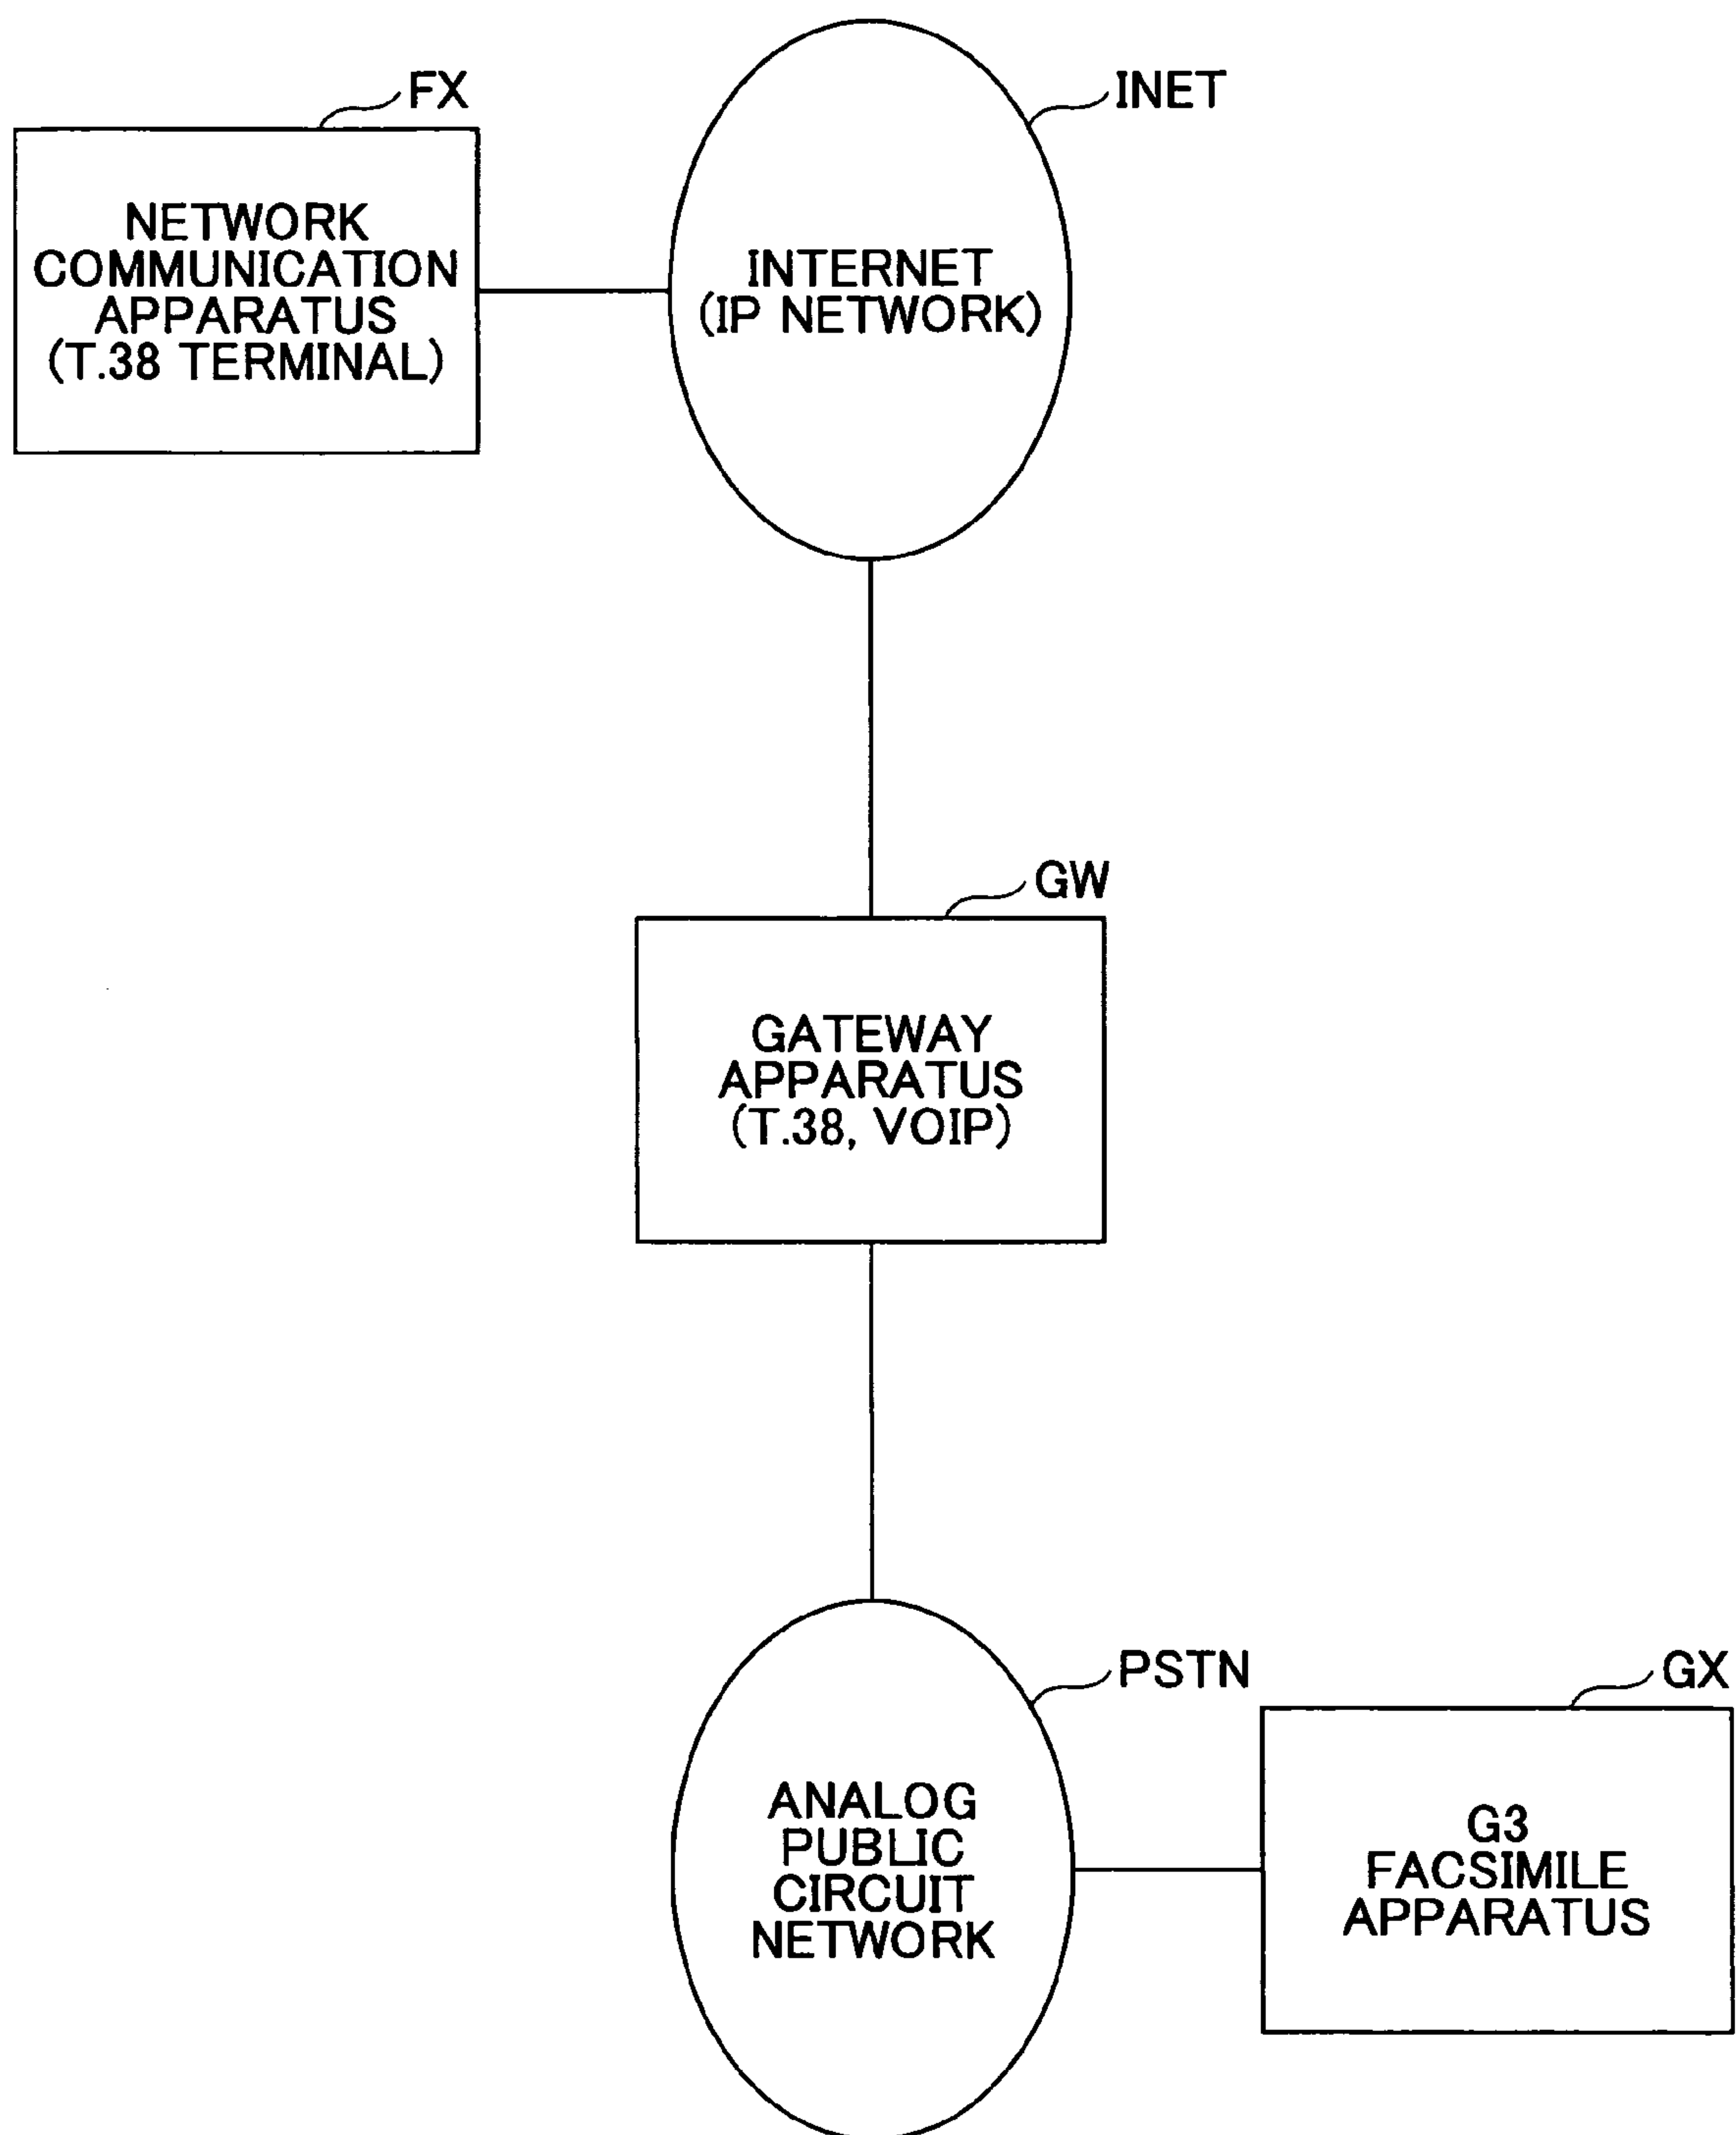 FX
INET
NETWORK
COMMUNICATION
APPARATUS
(T.38 TERMINAL)
INTERNET
(IP NETWORK)
GW
GATEWAY
APPARATUS
(T.38, VOIP)
PSTN
GX
ANALOG
PUBLIC
CIRCUIT
NETWORK
G3
FACSIMILE
APPARATUS